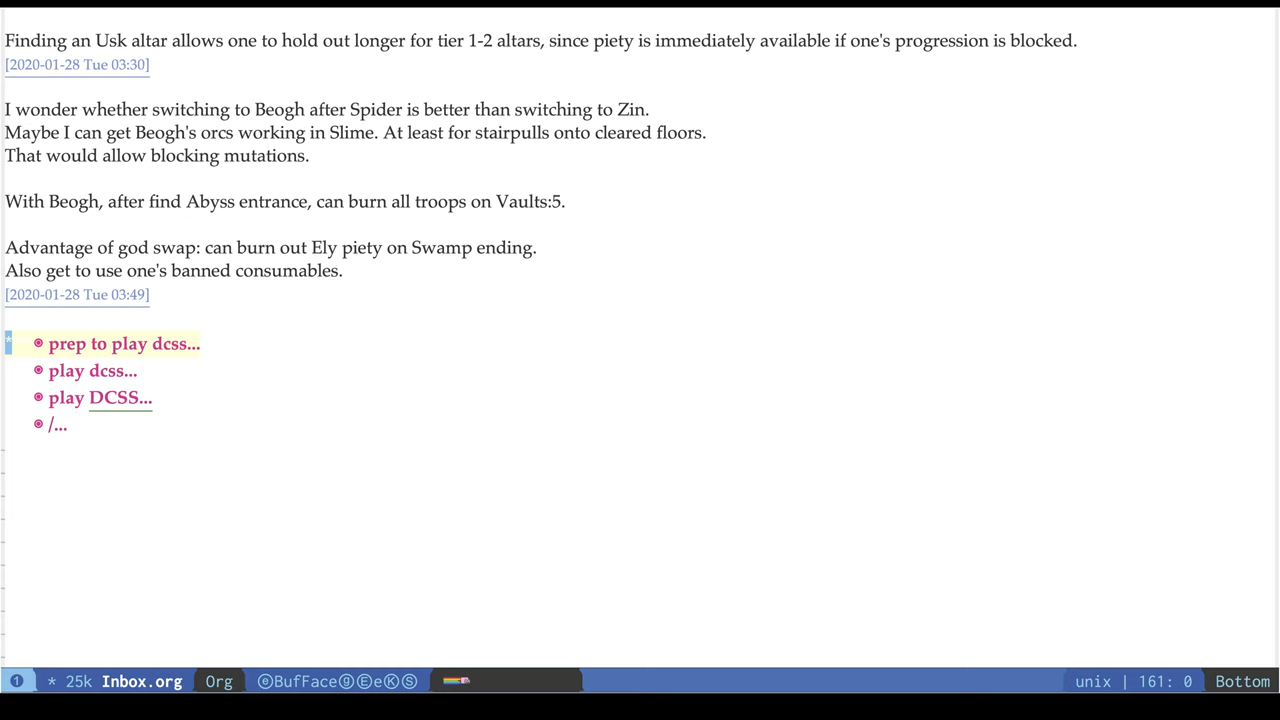 Finding an Usk altar allows one to hold out longer for tier 1-2 altars, since piety is immediately available if one's progression is blocked.
[2020-01-28 Tue 03:30]
I wonder whether switching to Beogh after Spider is better than switching to Zin.
Maybe I can get Beogh's orcs working in Slime. At least for stairpulls onto cleared floors.
That would allow blocking mutations.
With Beogh, after find Abyss entrance, can burn all troops on Vaults:5.
Advantage of god swap: can burn out Ely piety on Swamp ending.
Also get to use one's banned consumables.
[2020-01-28 Tue 03:49]
* ◉ prep to play dcss...
◉ play dcss...
◉ play DCSS...
◉ /...
❶ * 25k Inbox.org Org ⓔBufFaceⓖⒺeⓀⓈ unix | 161: 0 Bottom